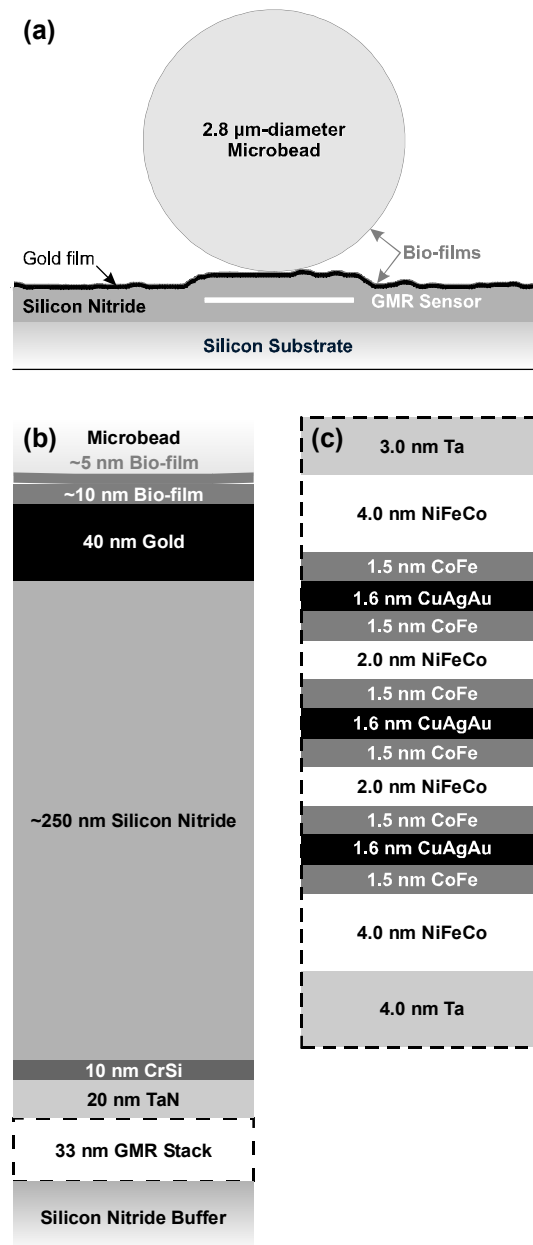 (a)
2.8 µm-diameter
Microbead
Bio-films
Gold film
Silicon Nitride
GMR Sensor
Silicon Substrate
(b)
Microbead
~5 nm Bio-film
~10 nm Bio-film
40 nm Gold
~250 nm Silicon Nitride
10 nm CrSi
20 nm TaN
33 nm GMR Stack
Silicon Nitride Buffer
(c)
3.0 nm Ta
4.0 nm NiFeCo
1.5 nm CoFe
1.6 nm CuAgAu
1.5 nm CoFe
2.0 nm NiFeCo
1.5 nm CoFe
1.6 nm CuAgAu
1.5 nm CoFe
2.0 nm NiFeCo
1.5 nm CoFe
1.6 nm CuAgAu
1.5 nm CoFe
4.0 nm NiFeCo
4.0 nm Ta